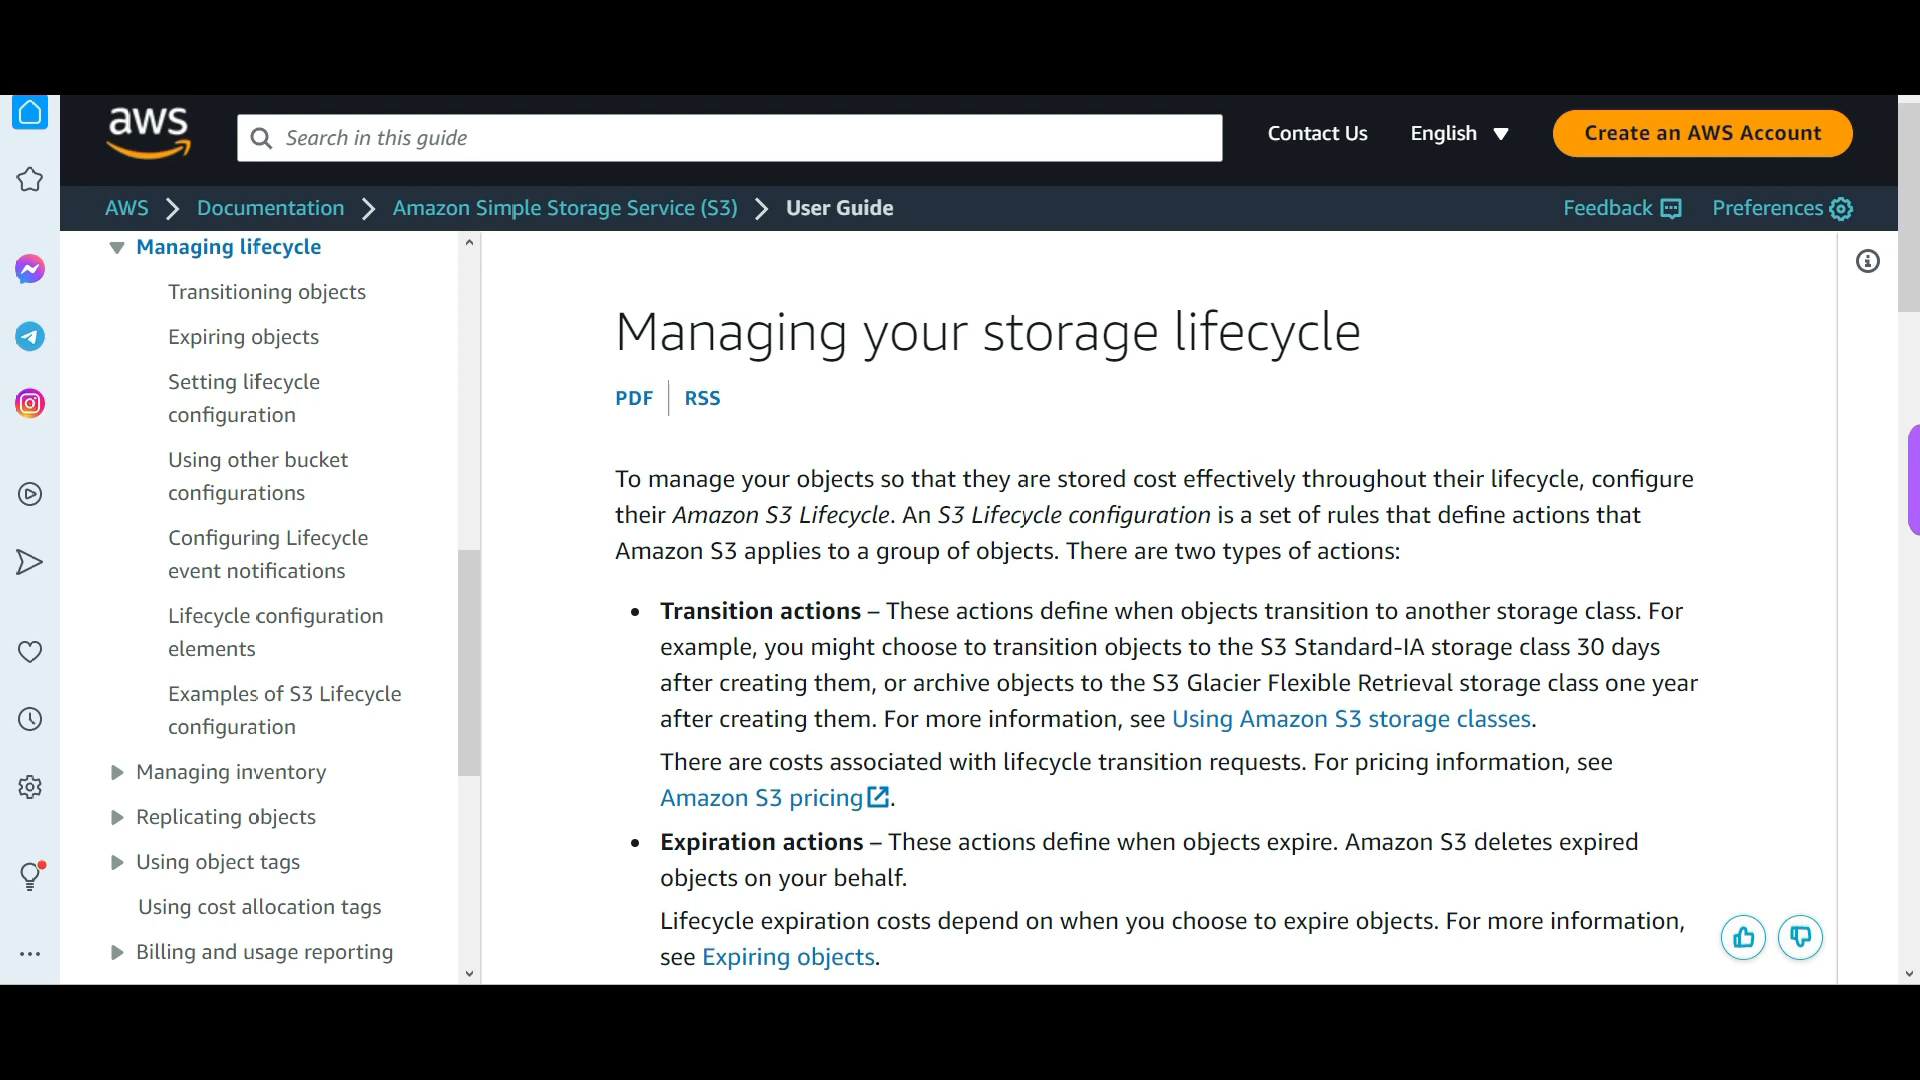 aws
Search in this guide
Contact Us
English
Create an AWS Account
AWS
Documentation
Amazon Simple Storage Service (S3)
User Guide
Feedback
Preferences
Managing lifecycle
Transitioning objects
Expiring objects
Setting lifecycle
configuration
Using other bucket
configurations
Configuring Lifecycle
event notifications
Lifecycle configuration
elements
Examples of S3 Lifecycle
configuration
Managing inventory
Replicating objects
Using object tags
Using cost allocation tags
Billing and usage reporting
Managing your storage lifecycle
PDF
RSS
To manage your objects so that they are stored cost effectively throughout their lifecycle, configure
their Amazon S3 Lifecycle. An S3 Lifecycle configuration is a set of rules that define actions that
Amazon S3 applies to a group of objects. There are two types of actions:
• Transition actions – These actions define when objects transition to another storage class. For
example, you might choose to transition objects to the S3 Standard-IA storage class 30 days
after creating them, or archive objects to the S3 Glacier Flexible Retrieval storage class one year
after creating them. For more information, see Using Amazon S3 storage classes.
There are costs associated with lifecycle transition requests. For pricing information, see
Amazon S3 pricing.
• Expiration actions – These actions define when objects expire. Amazon S3 deletes expired
objects on your behalf.
Lifecycle expiration costs depend on when you choose to expire objects. For more information,
see Expiring objects.